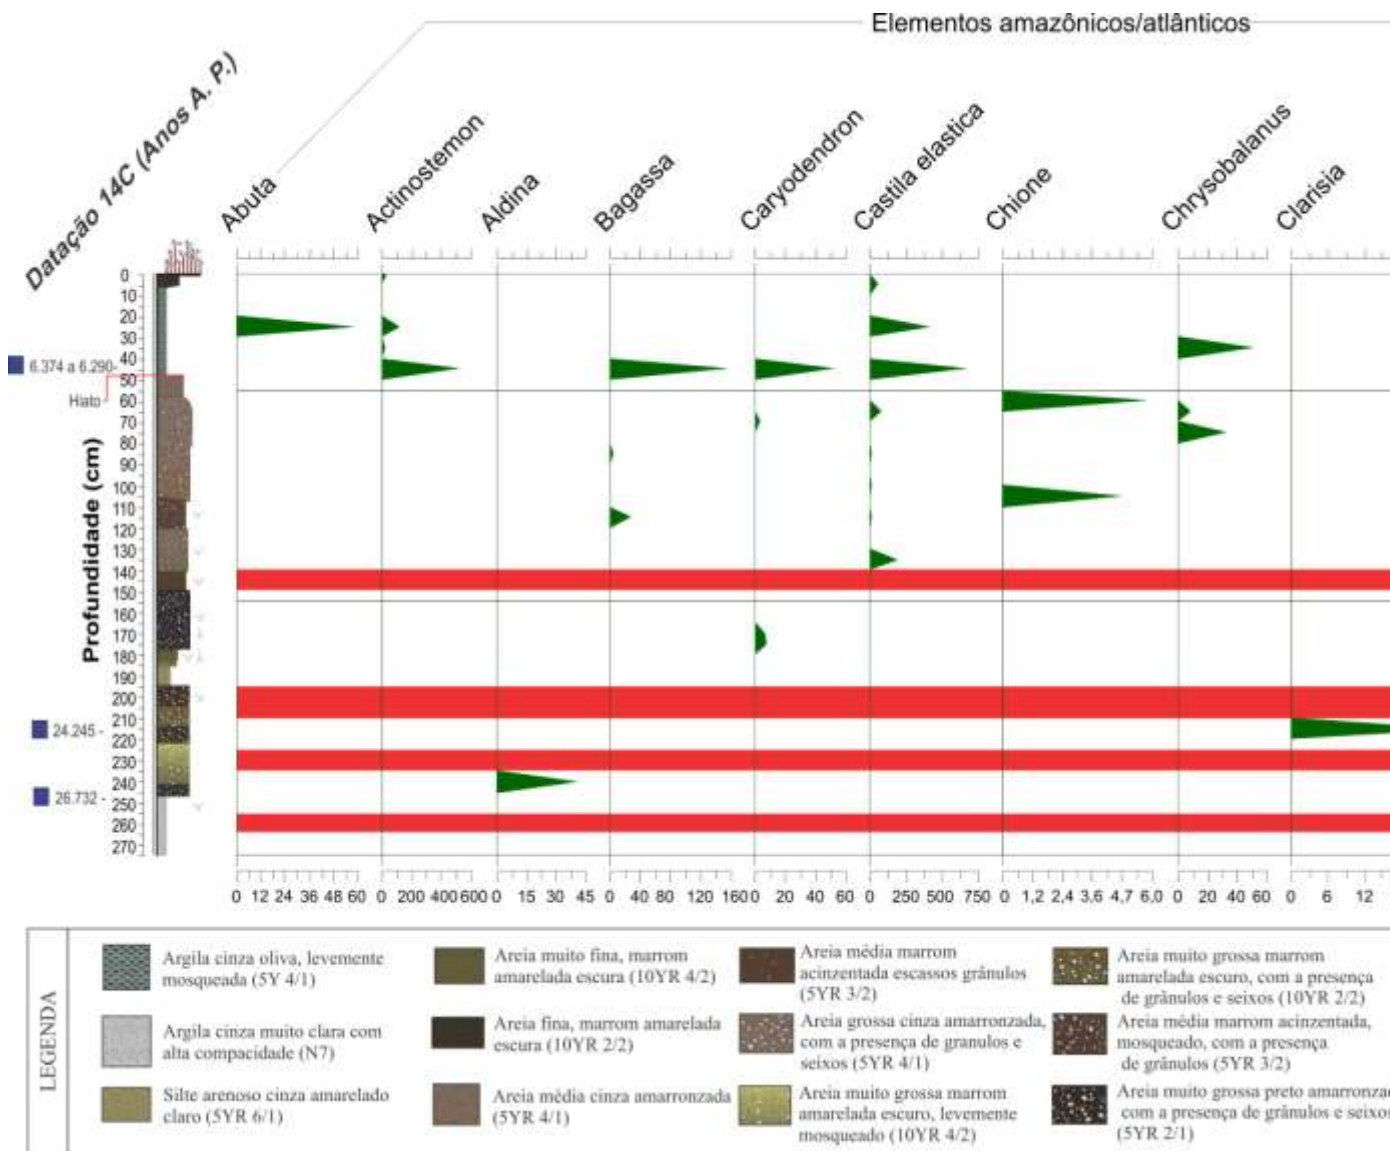 Elementos amazônicos/atlânticos
Datação 14C (Anos A. P.)
Abuta
Actinostemon
Aldina
Bagassa
Caryodendron
Castila elastica
Chione
Chrysobalanus
Clarisia
Profundidade (cm)
0
10
20
30
40
50
60
70
80
90
100
110
120
130
140
150
160
170
180
190
200
210
220
230
240
250
260
270
6.374 a 6.290-
Hiato
24.245 -
26.732 -
0 12 24 36 48 60
0 200 400 600
0 15 30 45
0 40 80 120 160
0 20 40 60
0 250 500 750
0 1,2 2,4 3,6 4,7 6,0
0 20 40 60
0 6 12
LEGENDA
Argila cinza oliva, levemente
mosqueada (5Y 4/1)
Argila cinza muito clara com
alta compacidade (N7)
Silte arenoso cinza amarelado
claro (5YR 6/1)
Areia muito fina, marrom
amarelada escura (10YR 4/2)
Areia fina, marrom amarelada
escura (10YR 2/2)
Areia média cinza amarronzada
(5YR 4/1)
Areia média marrom
acinzentada escassos grânulos
(5YR 3/2)
Areia grossa cinza amarronzada,
com a presença de granulos e
seixos (5YR 4/1)
Areia muito grossa marrom
amarelada escuro, levemente
mosqueado (10YR 4/2)
Areia muito grossa marrom
amarelada escuro, com a presença
de grânulos e seixos (10YR 2/2)
Areia média marrom acinzentada,
mosqueado, com a presença
de grânulos (5YR 3/2)
Areia muito grossa preto amarronzad
com a presença de grânulos e seixos
(5YR 2/1)